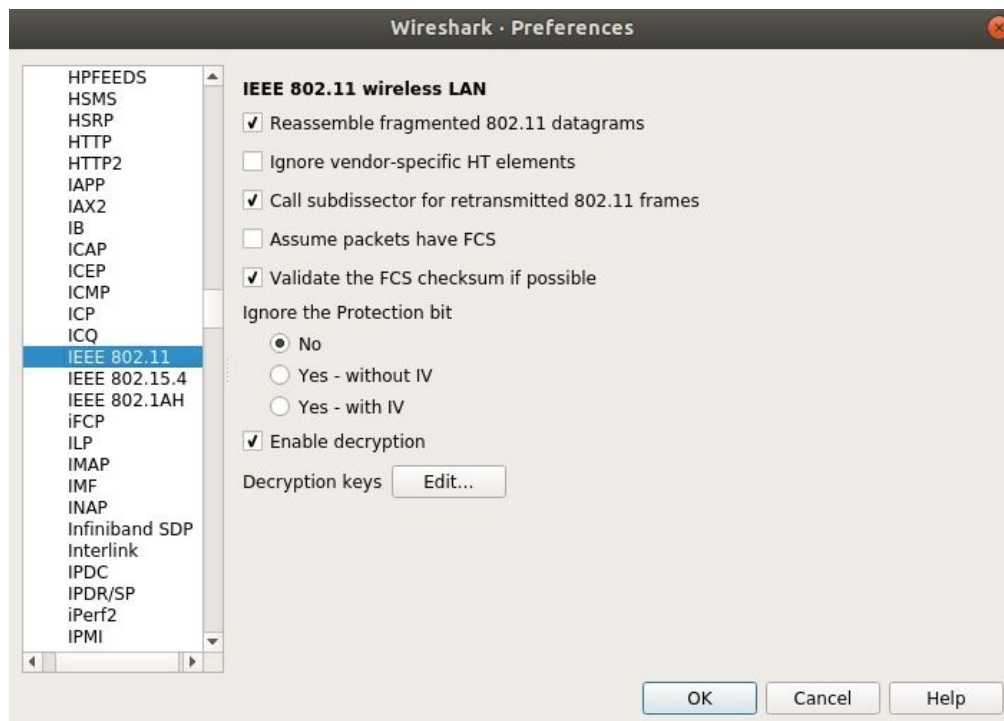 Wireshark · Preferences
HPFEEDS
HSMS
HSRP
HTTP
HTTP2
IAPP
IAX2
IB
ICAP
ICEP
ICMP
ICP
ICQ
IEEE 802.11
IEEE 802.15.4
IEEE 802.1AH
iFCP
ILP
IMAP
IMF
INAP
Infiniband SDP
Interlink
IPDC
IPDR/SP
iPerf2
IPMI
IEEE 802.11 wireless LAN
Reassemble fragmented 802.11 datagrams
Ignore vendor-specific HT elements
Call subdissector for retransmitted 802.11 frames
Assume packets have FCS
Validate the FCS checksum if possible
Ignore the Protection bit
No
Yes - without IV
Yes - with IV
Enable decryption
Decryption keys Edit...
OK Cancel Help